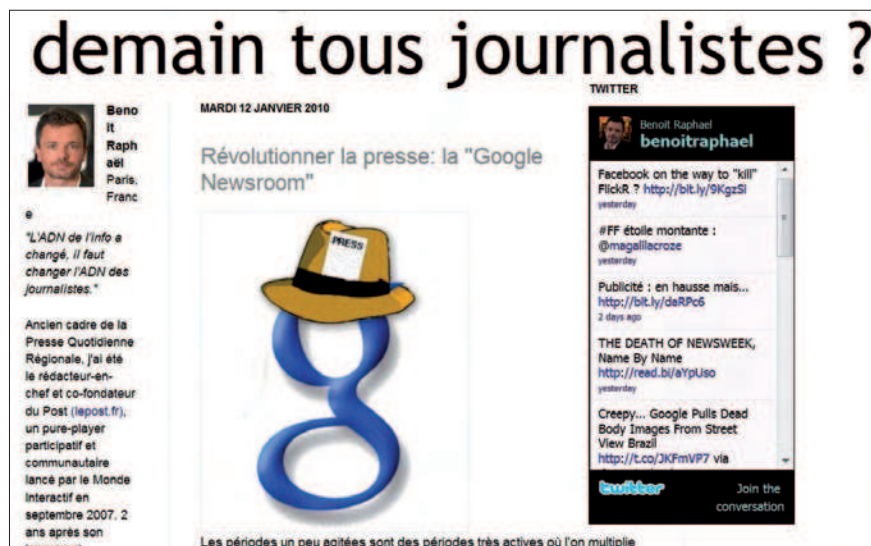 demain tous journalistes ?
Beno
it
Raph
aël
Paris,
Franc
e
"L'ADN de l'info a
changé, il faut
changer l'ADN des
journalistes."
Ancien cadre de la
Presse Quotidienne
Régionale, j'ai été
le rédacteur-en-
chef et co-fondateur
du Post (lepost.fr),
un pure-player
participatif et
communautaire
lancé par le Monde
Interactif en
septembre 2007. 2
ans après son
MARDI 12 JANVIER 2010
Révolutionner la presse: la "Google
Newsroom"
PRESS
Les périodes un peu agitées sont des périodes très actives où l'on multiplie
TWITTER
Benoit Raphael
benoitraphael
Facebook on the way to "kill"
FlickR ? http://bit.ly/9KgzSi
yesterday
#FF étoile montante :
@magalilacroze
yesterday
Publicité : en hausse mais...
http://bit.ly/daRPc6
2 days ago
THE DEATH OF NEWSWEEK,
Name By Name
http://read.bi/aYpUso
yesterday
Creepy... Google Pulls Dead
Body Images From Street
View Brazil
http://t.co/JKFmVP7 via
twitter
Join the
conversation